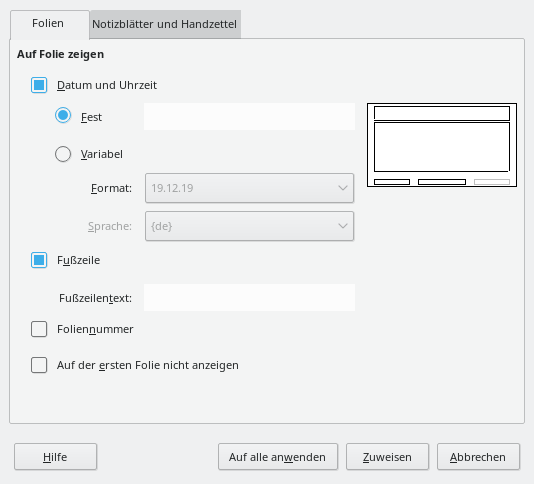 Folien
Notizblätter und Handzettel
Auf Folie zeigen
Datum und Uhrzeit
Fest
Variabel
Format:
19.12.19
Sprache:
{de}
Fußzeile
Fußzeilentext:
Foliennummer
Auf der ersten Folie nicht anzeigen
Hilfe
Auf alle anwenden
Zuweisen
Abbrechen